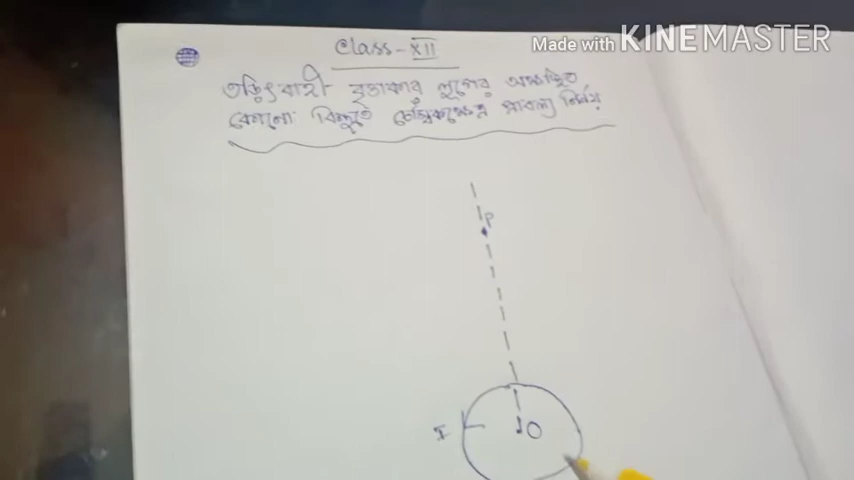 Made with KINEMASTER
Class-XII
তড়িৎবাহী বৃত্তাকার লুপের অক্ষস্থিত
কোনো বিন্দুতে চৌম্বকক্ষেত্র প্রাবল্য নির্ণয়
P
I
O